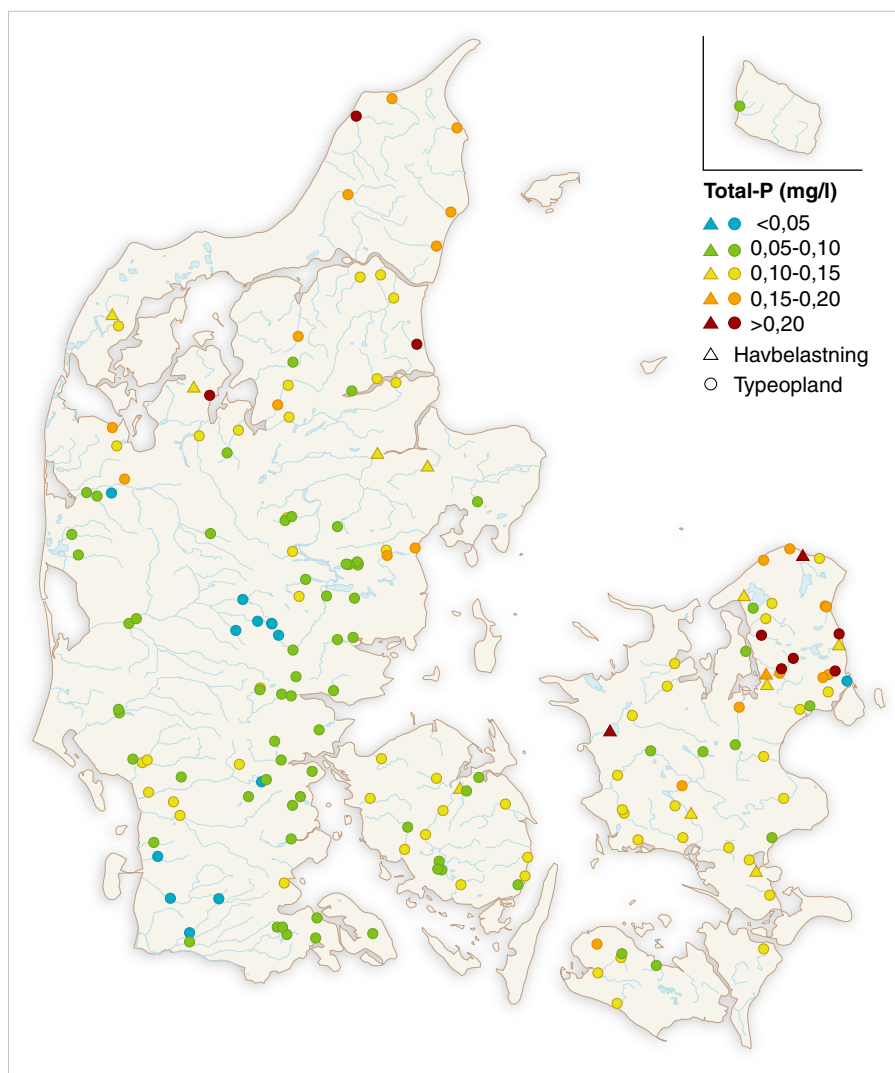 Total-P (mg/l)
<0,05
0,05-0,10
0,10-0,15
0,15-0,20
>0,20
Havbelastning
Typeopland